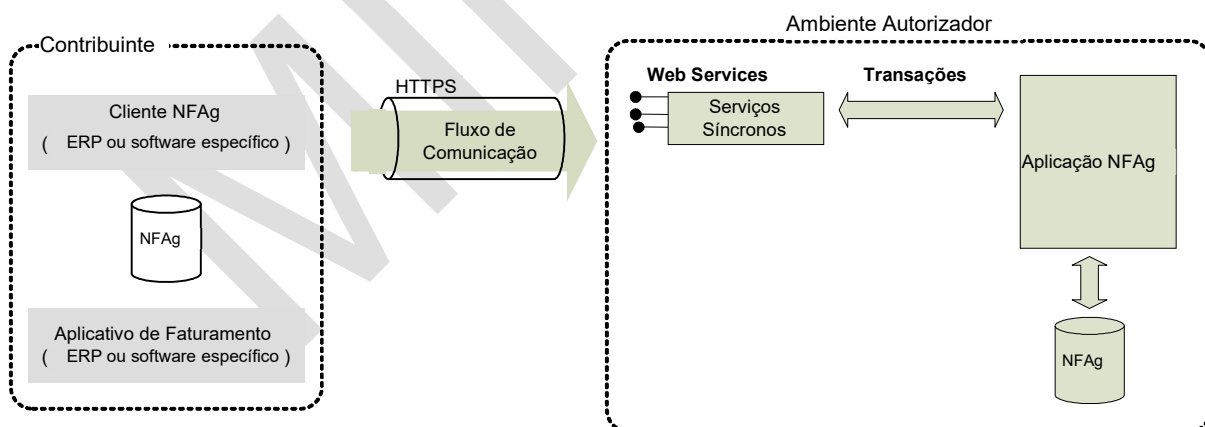 Ambiente Autorizador
Contribuinte
Cliente NFAg
( ERP ou software específico )
NFAg
Aplicativo de Faturamento
( ERP ou software específico )
HTTPS
Fluxo de
Comunicação
Web Services
Transações
Serviços
Síncronos
Aplicação NFAg
NFAg